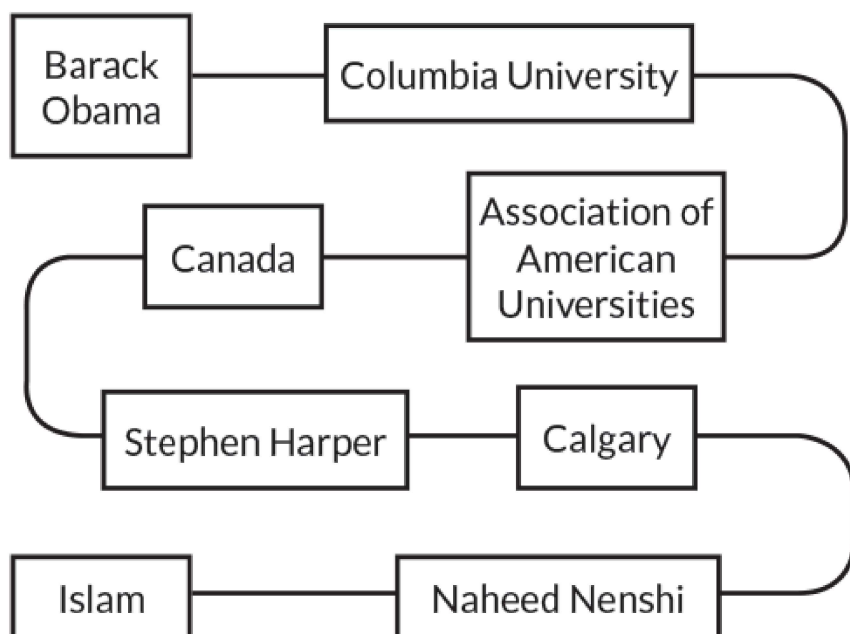 Barack
Obama
Columbia University
Association of
American
Universities
Canada
Stephen Harper
Calgary
Naheed Nenshi
Islam